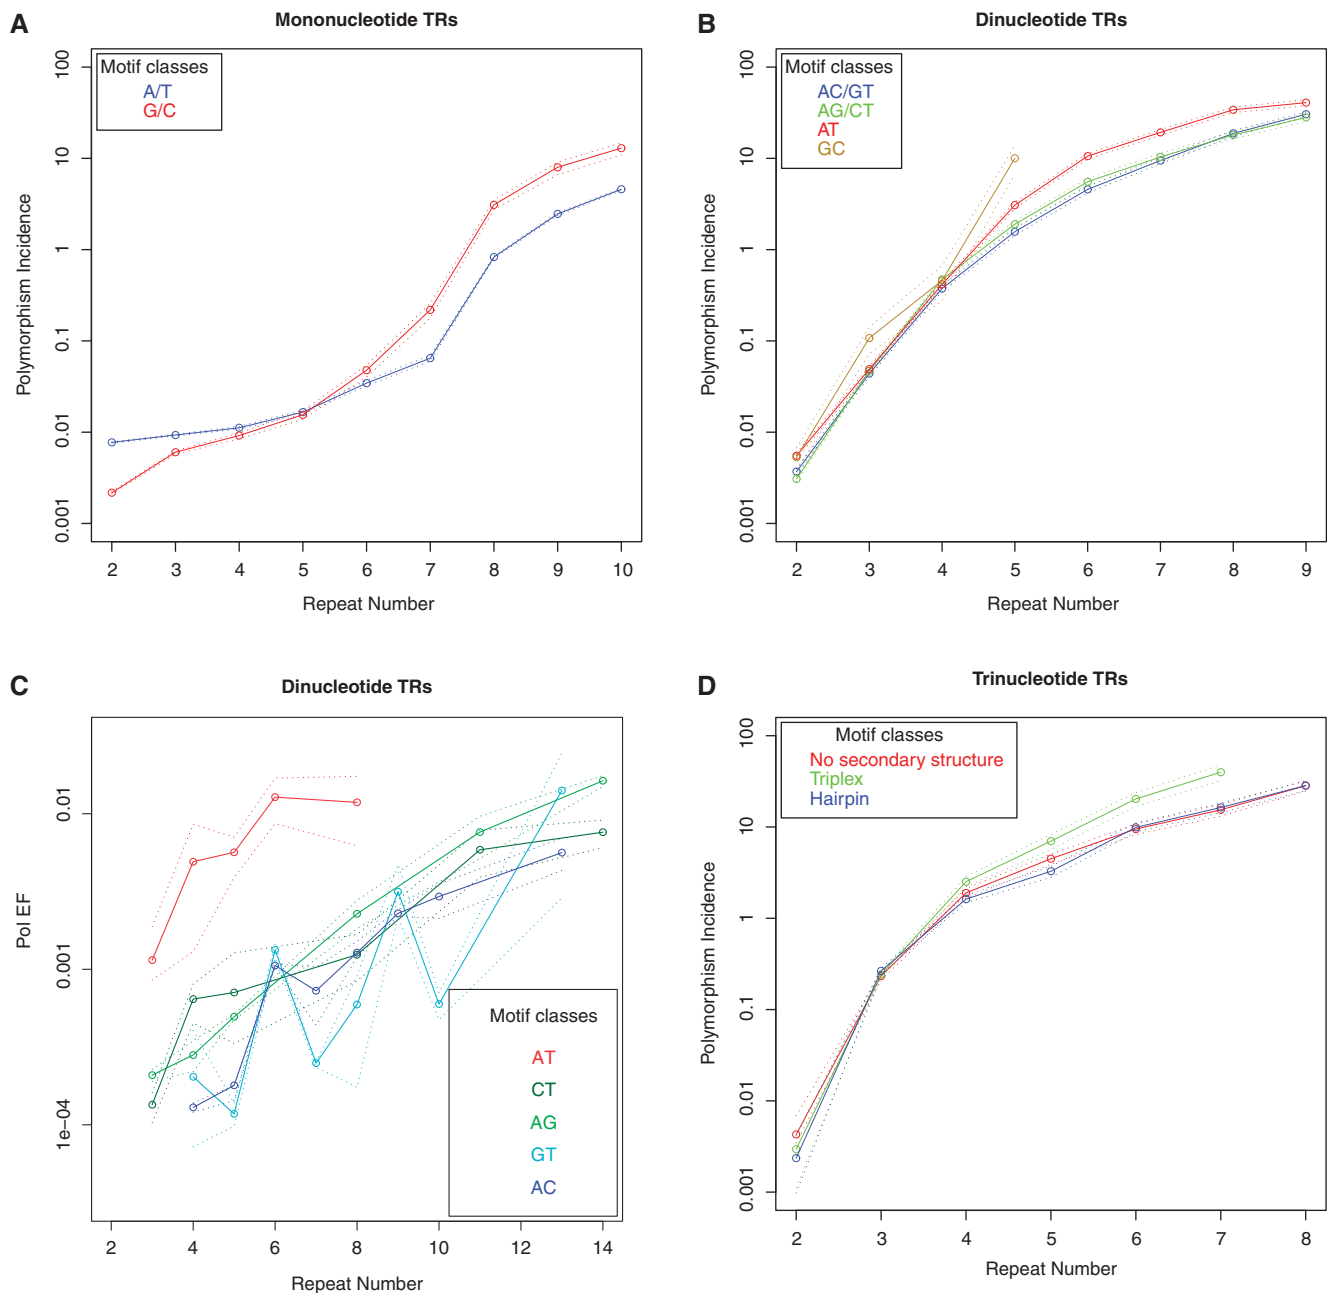 A
Mononucleotide TRs
Motif classes
A/T
G/C
Polymorphism Incidence
100
10
1
0.1
0.01
0.001
2 3 4 5 6 7 8 9 10
Repeat Number
B
Dinucleotide TRs
Motif classes
AC/GT
AG/CT
AT
GC
Polymorphism Incidence
100
10
1
0.1
0.01
0.001
2 3 4 5 6 7 8 9
Repeat Number
C
Dinucleotide TRs
Pol EF
0.01
0.001
1e−04
Motif classes
AT
CT
AG
GT
AC
2 4 6 8 10 12 14
Repeat Number
D
Trinucleotide TRs
Motif classes
No secondary structure
Triplex
Hairpin
Polymorphism Incidence
100
10
1
0.1
0.01
0.001
2 3 4 5 6 7 8
Repeat Number